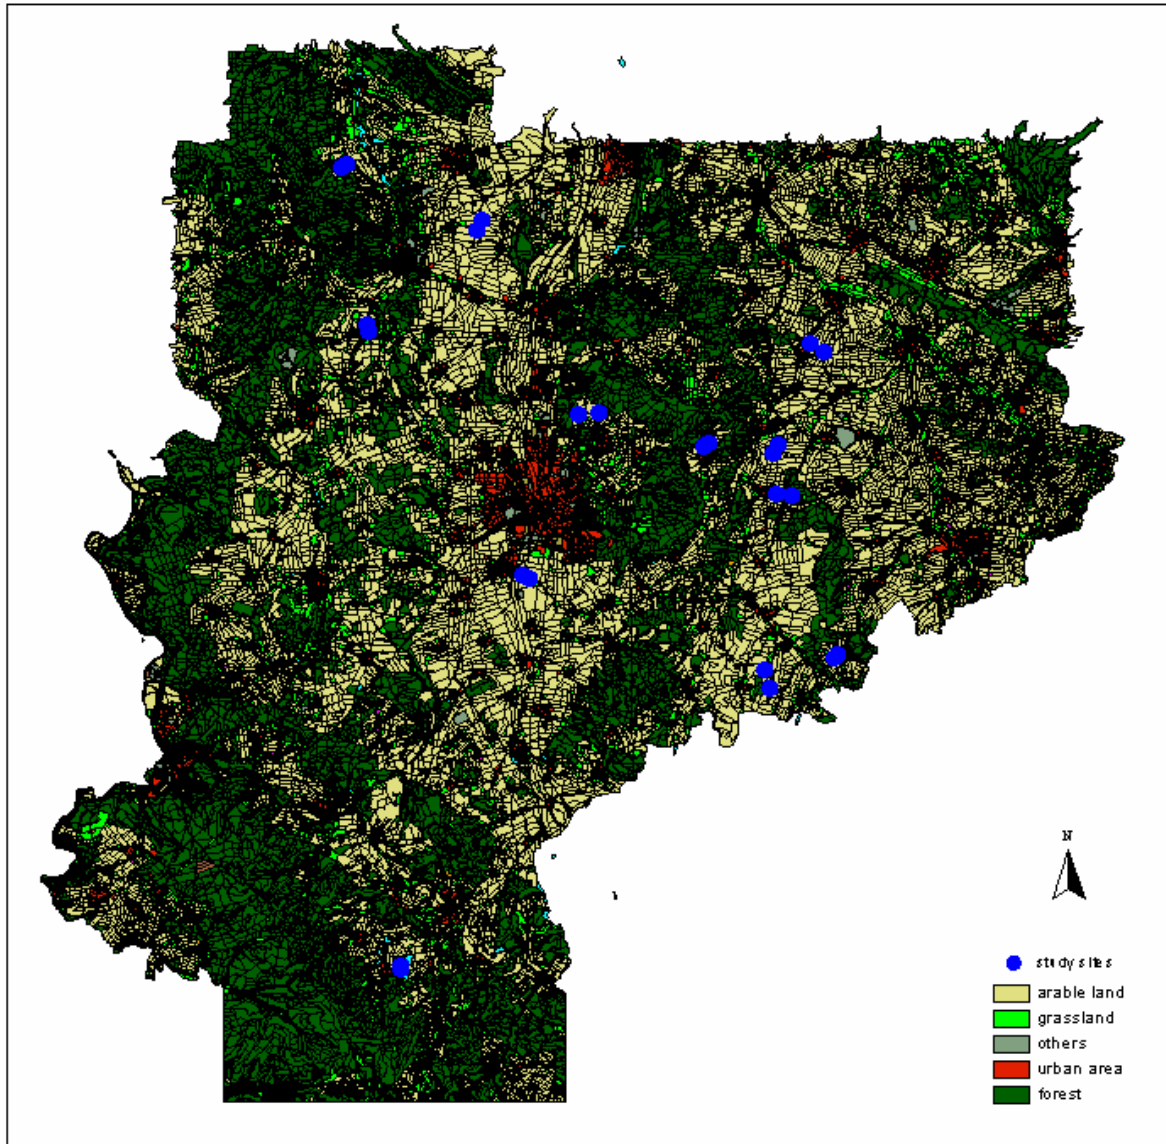 N
study sites
arable land
grassland
others
urban area
forest